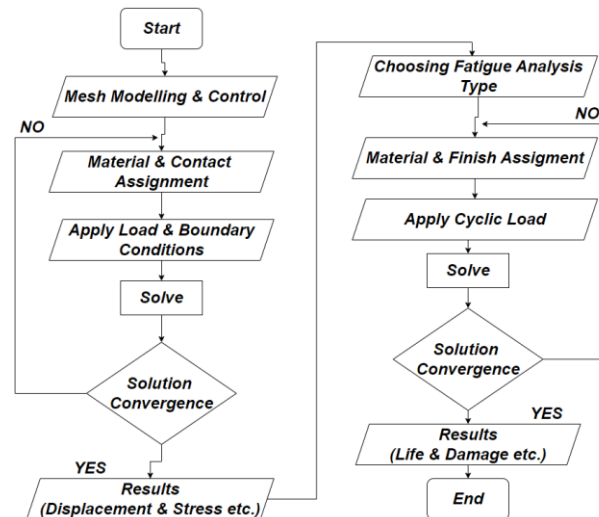 Start
Mesh Modelling & Control
NO
Material & Contact
Assignment
Apply Load & Boundary
Conditions
Solve
Solution
Convergence
YES
Results
(Displacement & Stress etc.)
Choosing Fatigue Analysis
Type
NO
Material & Finish Assigment
Apply Cyclic Load
Solve
Solution
Convergence
YES
Results
(Life & Damage etc.)
End